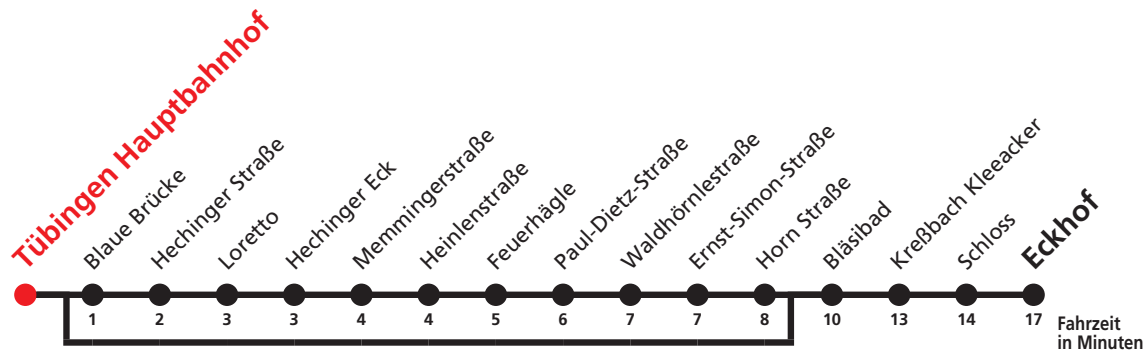 Tübingen Hauptbahnhof
Blaue Brücke
Hechinger Straße
Loretto
Hechinger Eck
Memmingerstraße
Heinlenstraße
Feuerhägle
Paul-Dietz-Straße
Waldhörnlestraße
Ernst-Simon-Straße
Horn Straße
Bläsibad
Kreßbach Kleeacker
Schloss
Eckhof
1 2 3 3 4 4 5 6 7 7 8 10 13 14 17
Fahrzeit
in Minuten